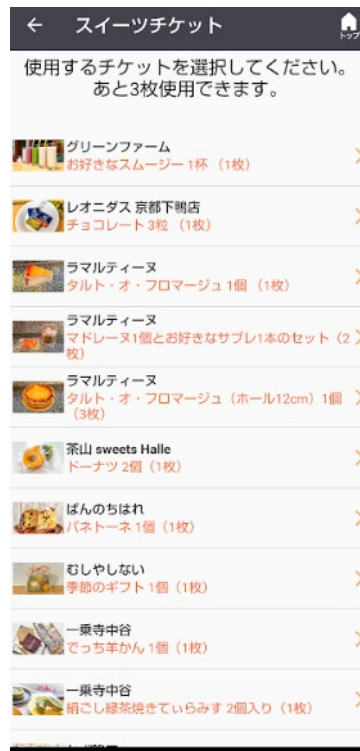 ← スイーツチケット
トップ
使用するチケットを選択してください。
あと3枚使用できます。
グリーンファーム
お好きなスムージー 1杯 （1枚）
レオニダス 京都下鴨店
チョコレート 3粒 （1枚）
ラマルティーヌ
タルト・オ・フロマージュ 1個 （1枚）
ラマルティーヌ
マドレーヌ1個とお好きなサブレ1本のセット（2
枚）
ラマルティーヌ
タルト・オ・フロマージュ（ホール12cm）1個
（3枚）
茶山 sweets Halle
ドーナツ 2個（1枚）
ぱんのちはれ
パネトーネ 1個（1枚）
むしやしない
季節のギフト 1個（1枚）
一乗寺中谷
でっち羊かん 1個（1枚）
一乗寺中谷
絹ごし緑茶焼きてぃらみす 2個入り（1枚）